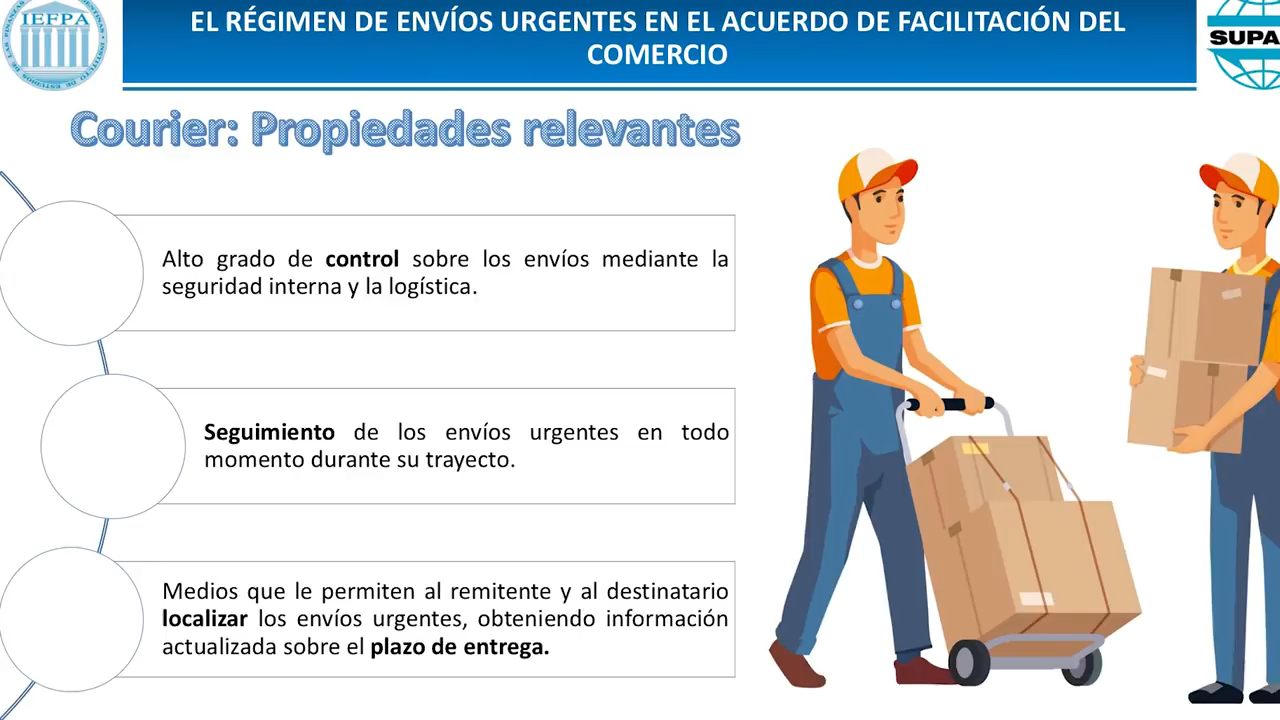 IEFPA
EL RÉGIMEN DE ENVÍOS URGENTES EN EL ACUERDO DE FACILITACIÓN DEL
COMERCIO
SUPA
Courier: Propiedades relevantes
Alto grado de control sobre los envíos mediante la
seguridad interna y la logística.
Seguimiento de los envíos urgentes en todo
momento durante su trayecto.
Medios que le permiten al remitente y al destinatario
localizar los envíos urgentes, obteniendo información
actualizada sobre el plazo de entrega.